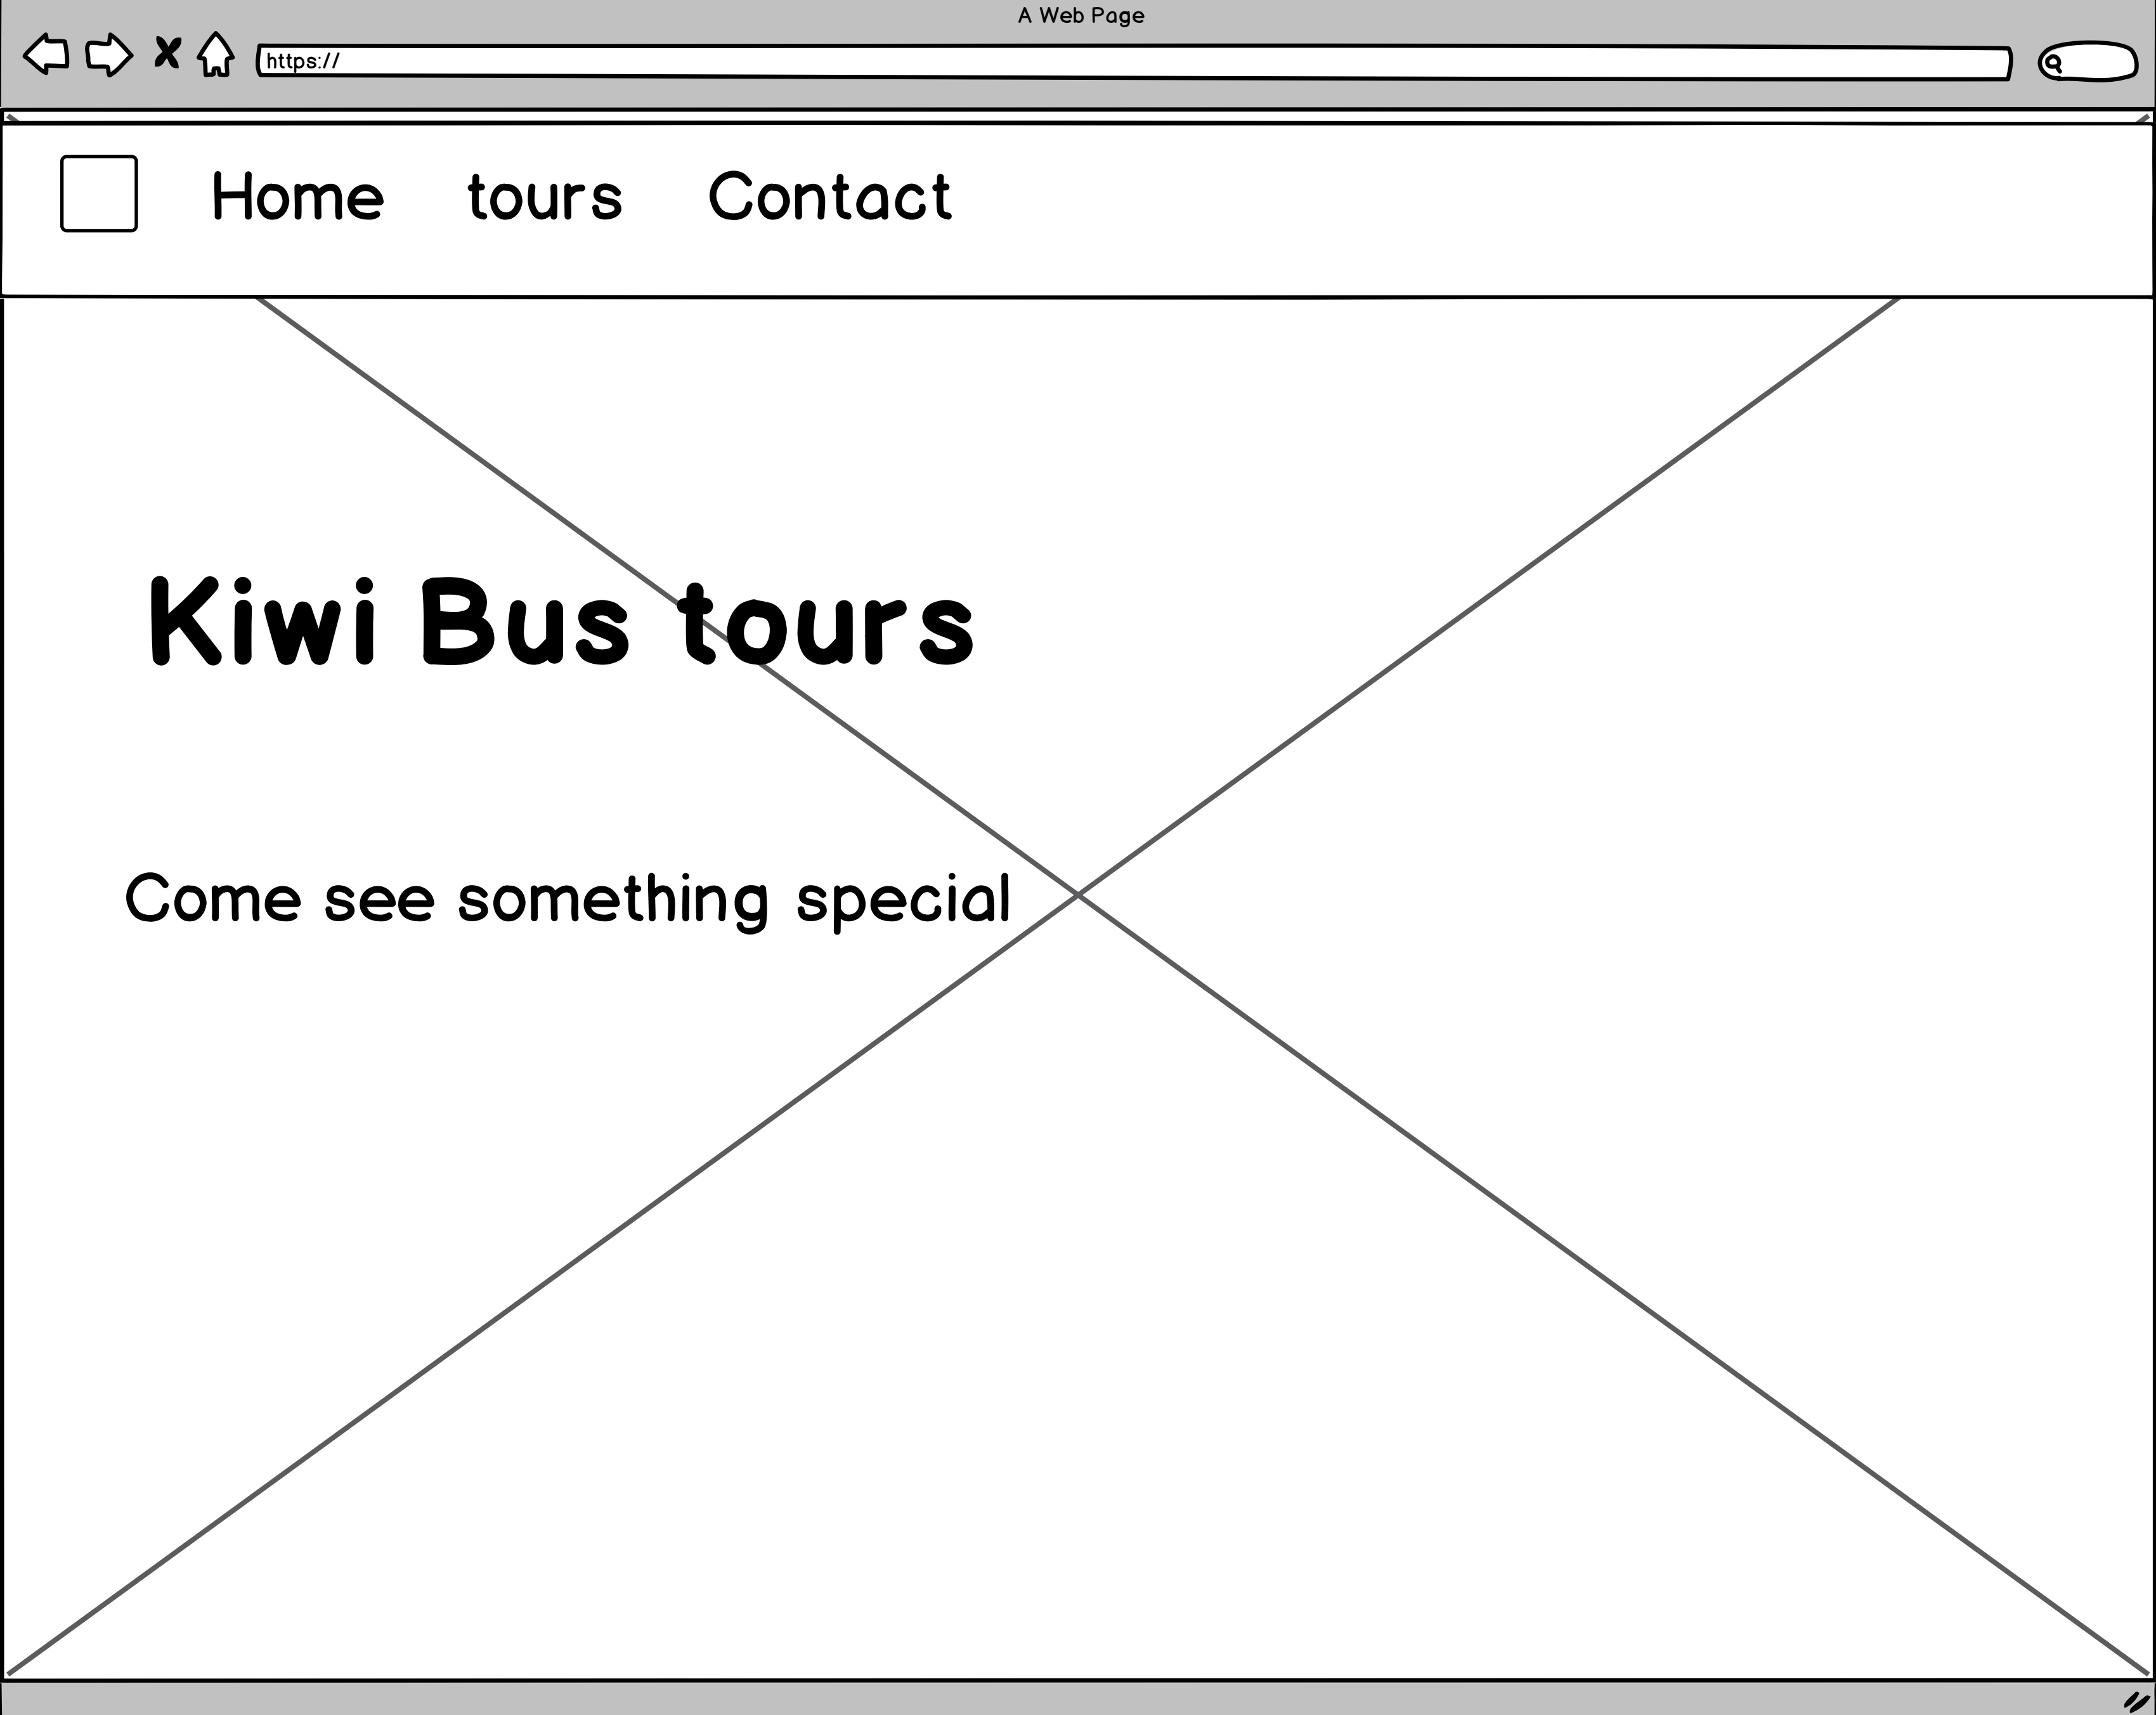 A Web Page
https://
Home tours Contact
Kiwi Bus tours
Come see something special